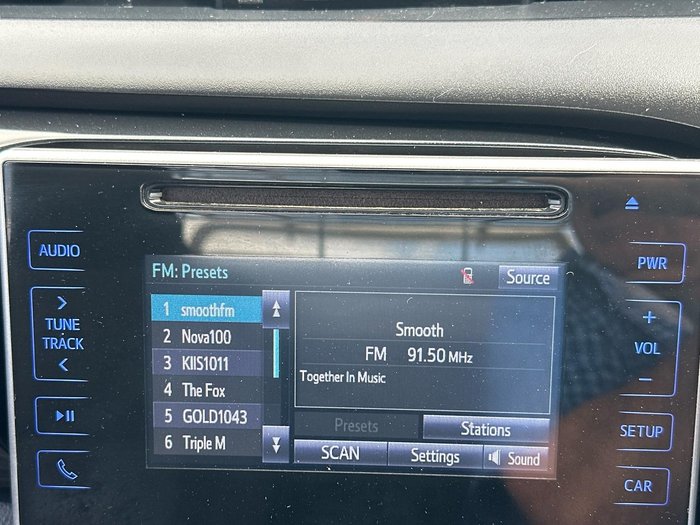 AUDIO
TUNE
TRACK
FM: Presets
Source
1 smoothfm
2 Nova100
3 KIIS1011
4 The Fox
5 GOLD1043
6 Triple M
Smooth
FM 91.50 MHz
Together In Music
Presets
Stations
SCAN
Settings
Sound
PWR
+
VOL
-
SETUP
CAR